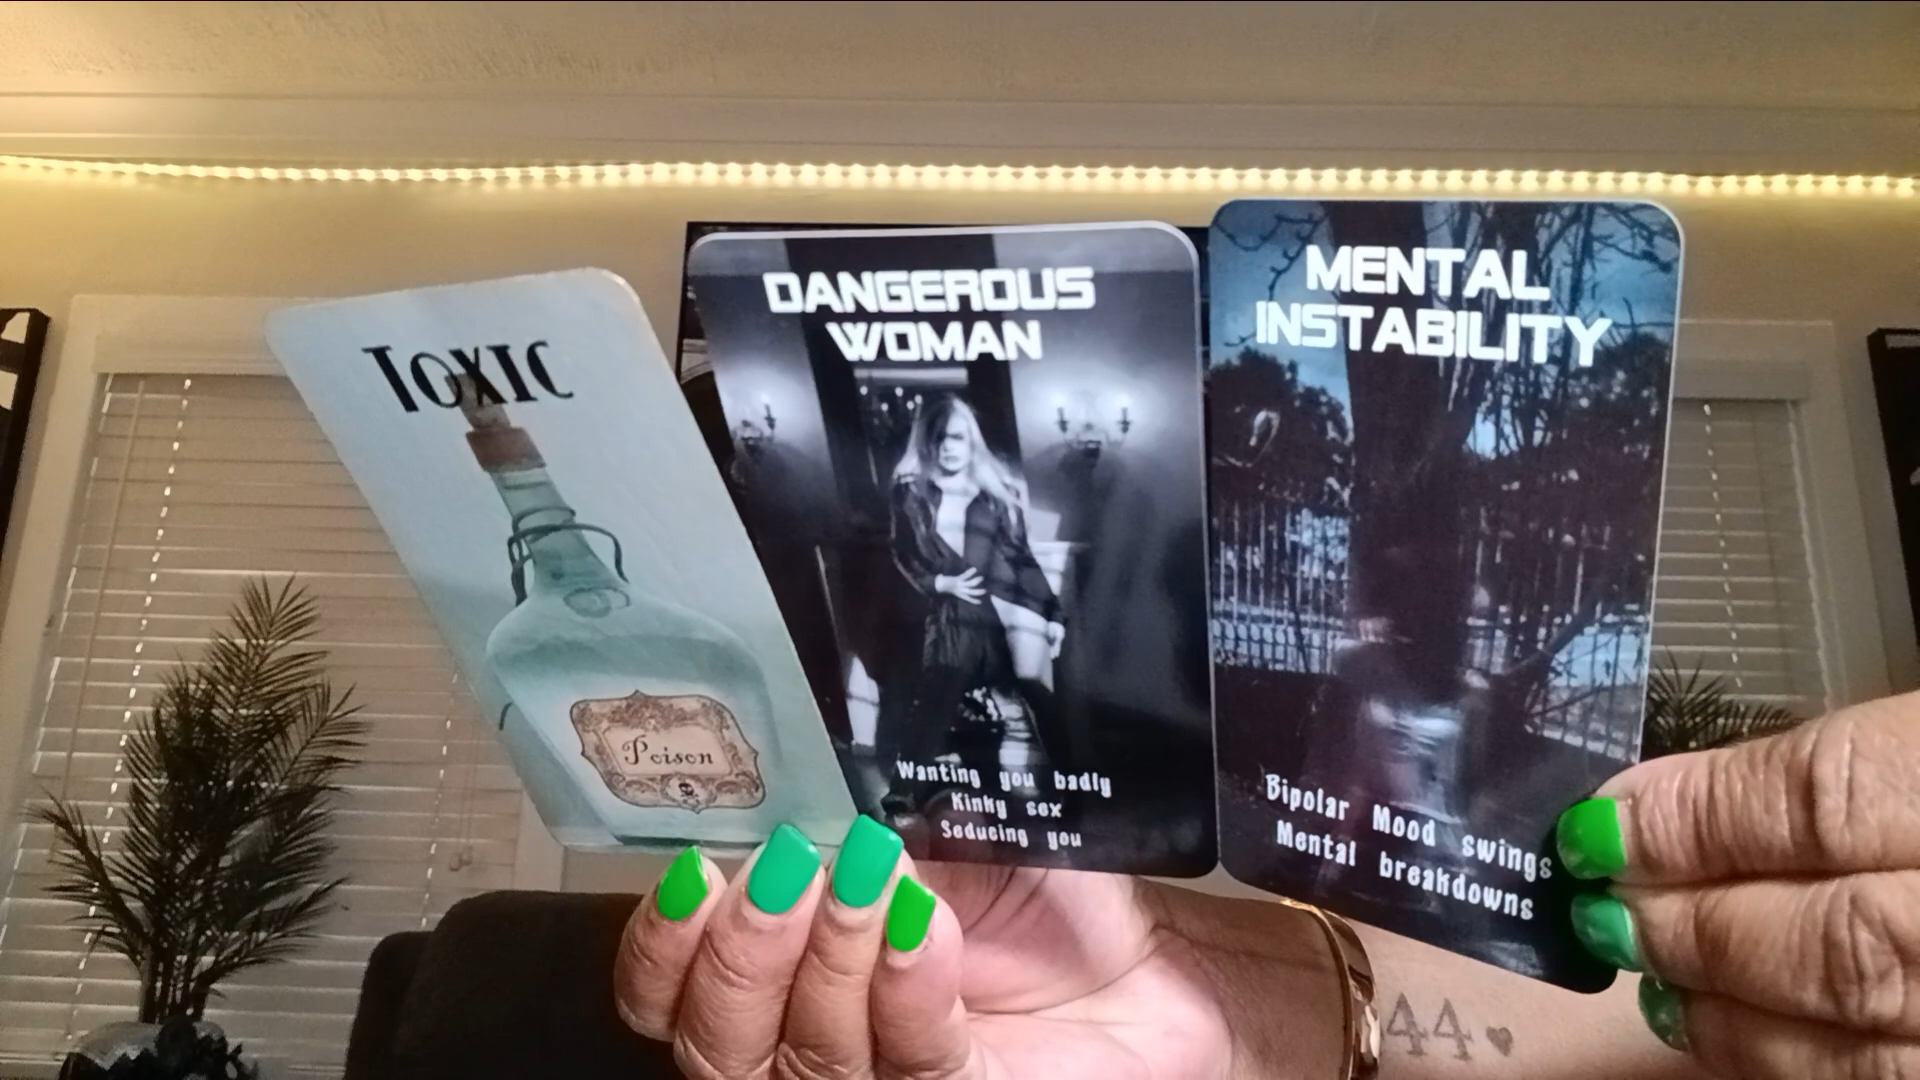 TOXIC
Poison
DANGEROUS
WOMAN
Wanting you badly
Kinky sex
Seducing you
MENTAL
INSTABILITY
Bipolar Mood swings
Mental breakdowns
44